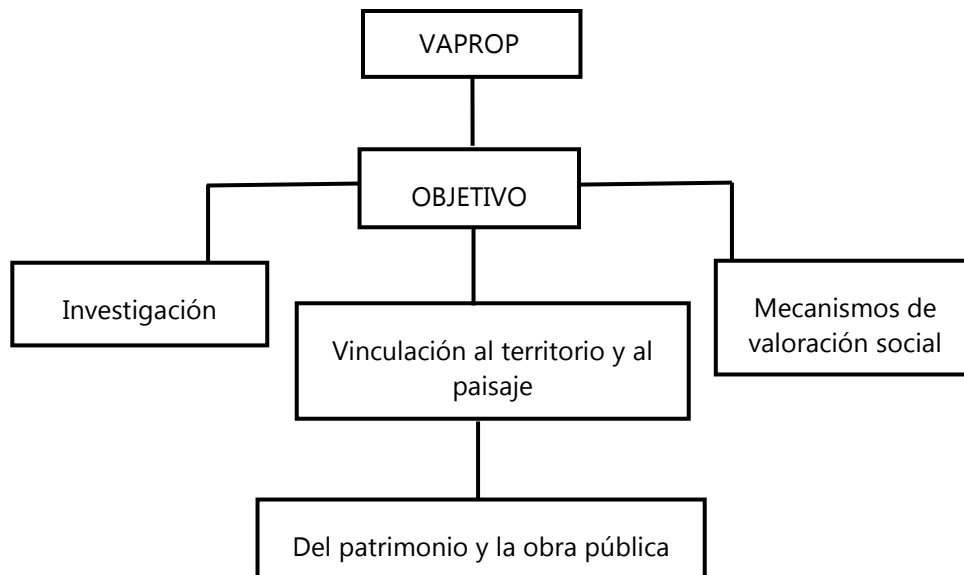 VAPROP
OBJETIVO
Investigación
Vinculación al territorio y al
paisaje
Mecanismos de
valoración social
Del patrimonio y la obra pública